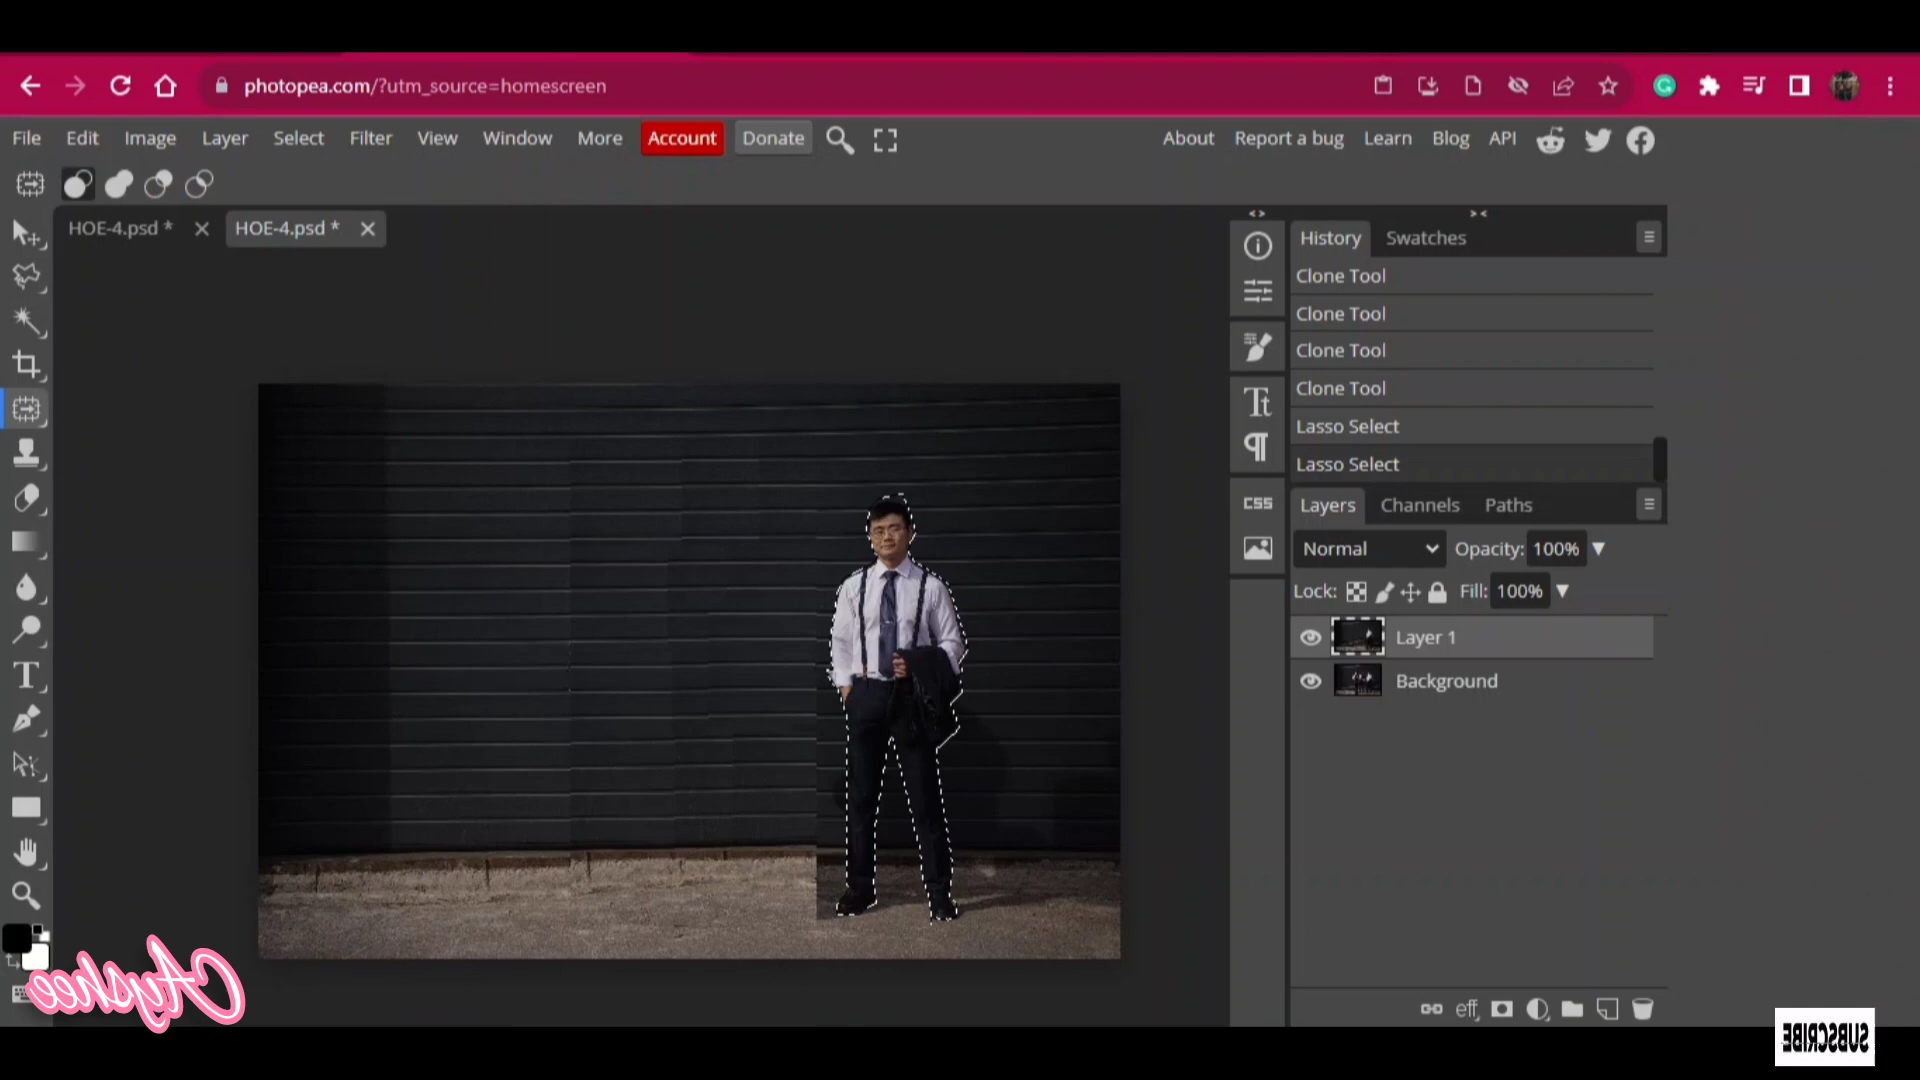 photopea.com/?utm_source=homescreen
File Edit Image Layer Select Filter View Window More Account Donate About Report a bug Learn Blog API
HOE-4.psd * HOE-4.psd *
History Swatches
Clone Tool
Clone Tool
Clone Tool
Clone Tool
Lasso Select
Lasso Select
CSS
Layers Channels Paths
Normal Opacity: 100%
Lock: Fill: 100%
Layer 1
Background
eff
Ayshee
SUBSCRIBE